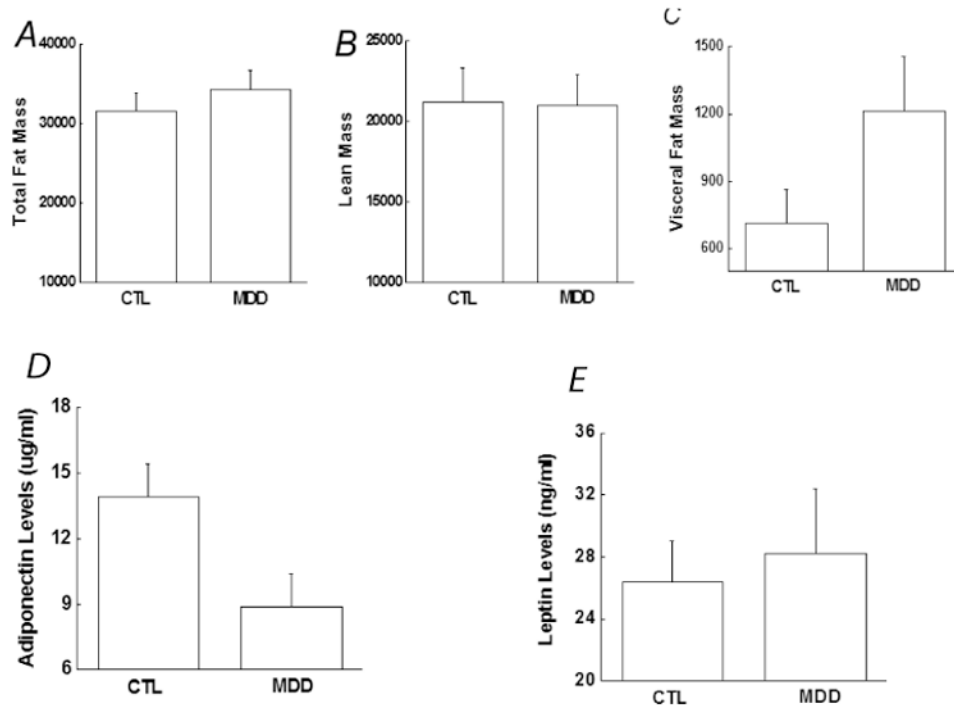 A
40000
30000
20000
10000
Total Fat Mass
CTL
MDD
B
25000
20000
15000
10000
Lean Mass
CTL
MDD
C
1500
1200
900
600
Visceral Fat Mass
CTL
MDD
D
18
15
12
9
6
Adiponectin Levels (ug/ml)
CTL
MDD
E
36
32
28
24
20
Leptin Levels (ng/ml)
CTL
MDD